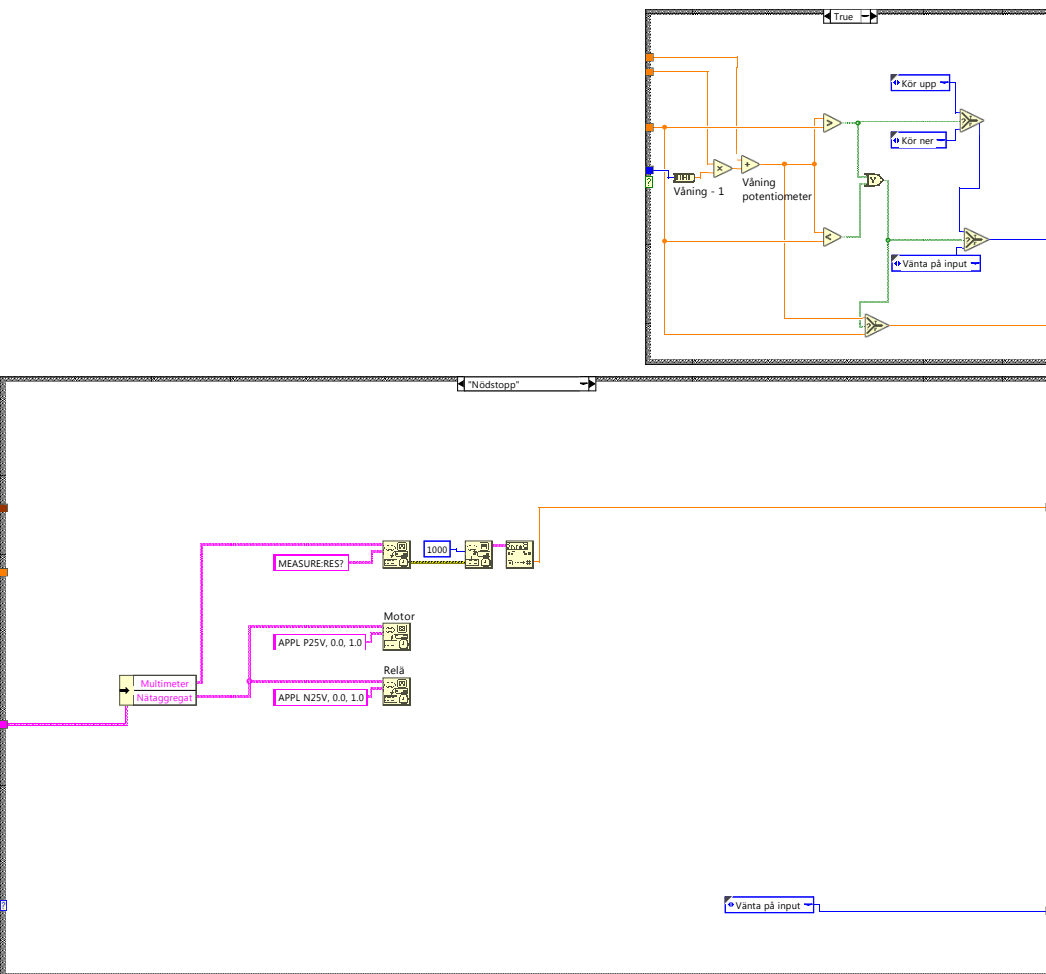 True
Kör upp
Kör ner
Våning - 1
Våning
potentiometer
Vänta på input
"Nödstopp"
MEASURE:RES?
1000
Motor
APPL P25V, 0.0, 1.0
Relä
APPL N25V, 0.0, 1.0
Multimeter
Nätaggregat
Vänta på input